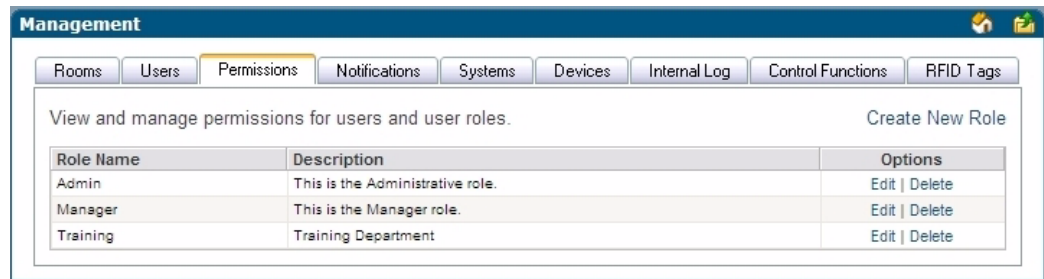 Management
Rooms Users Permissions Notifications Systems Devices Internal Log Control Functions RFID Tags
View and manage permissions for users and user roles. Create New Role
Role Name Description Options
Admin This is the Administrative role. Edit | Delete
Manager This is the Manager role. Edit | Delete
Training Training Department Edit | Delete